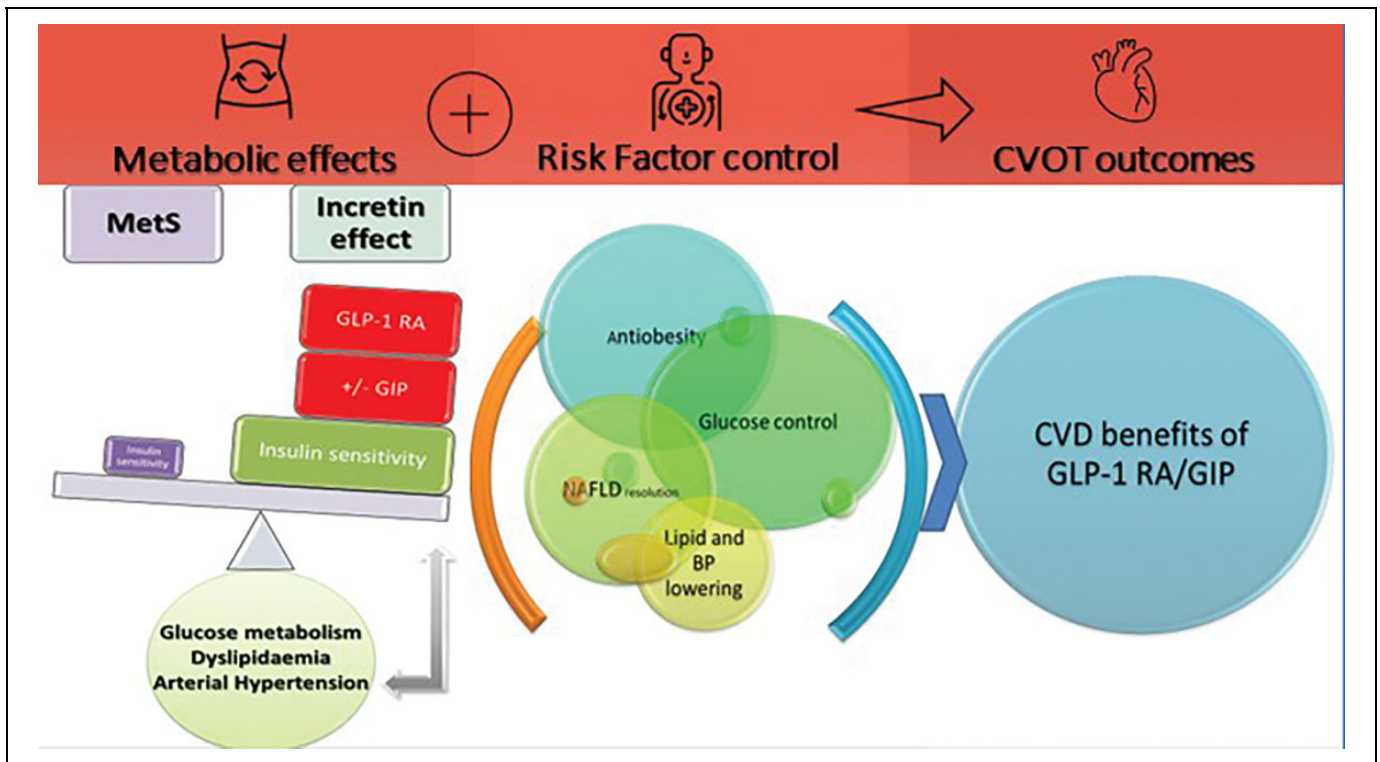 Metabolic effects
Risk Factor control
CVOT outcomes
MetS
Incretin
effect
GLP-1 RA
+/- GIP
Insulin
sensitivity
Insulin sensitivity
Glucose metabolism
Dyslipidaemia
Arterial Hypertension
Antiobesity
Glucose control
NAFLD resolution
Lipid and
BP
lowering
CVD benefits of
GLP-1 RA/GIP